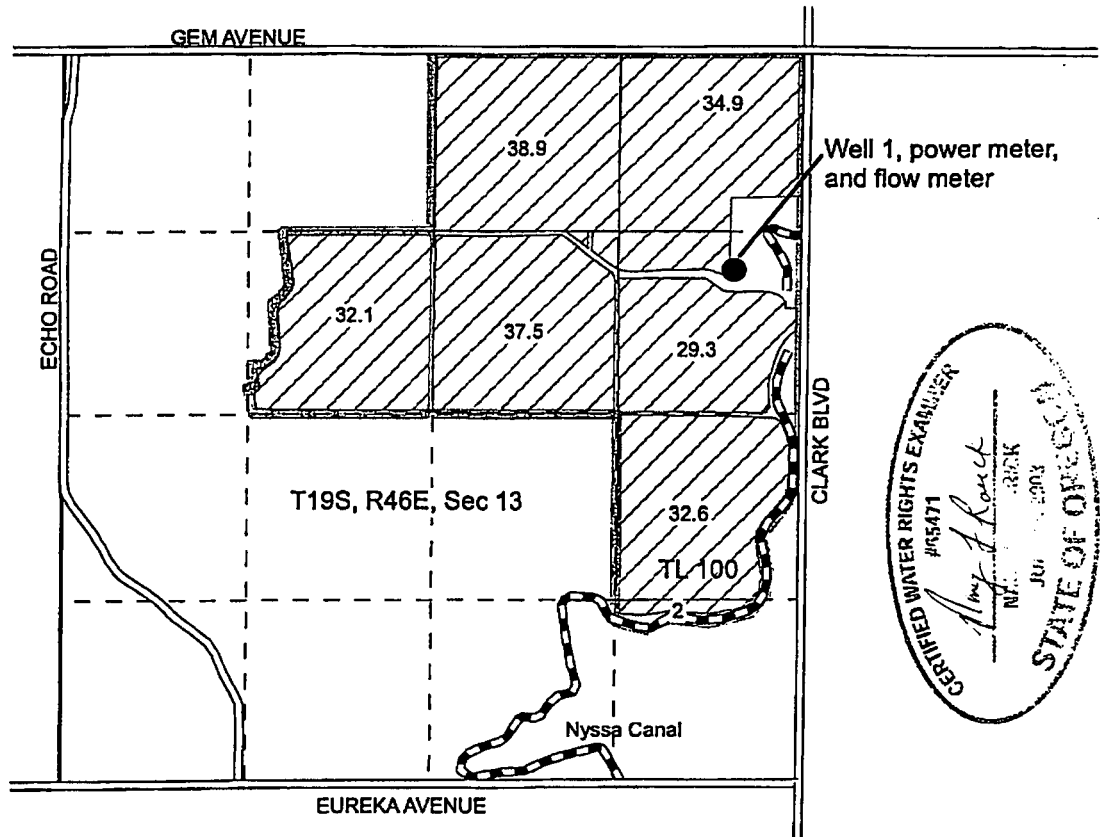 GEM AVENUE
34.9
38.9
Well 1, power meter,
and flow meter
ECHO ROAD
32.1
37.5
29.3
CLARK BLVD
T19S, R46E, Sec 13
32.6
TL 100
2
Nyssa Canal
EUREKA AVENUE
CERTIFIED WATER RIGHTS EXAMINER
#65471
STATE OF OREGON